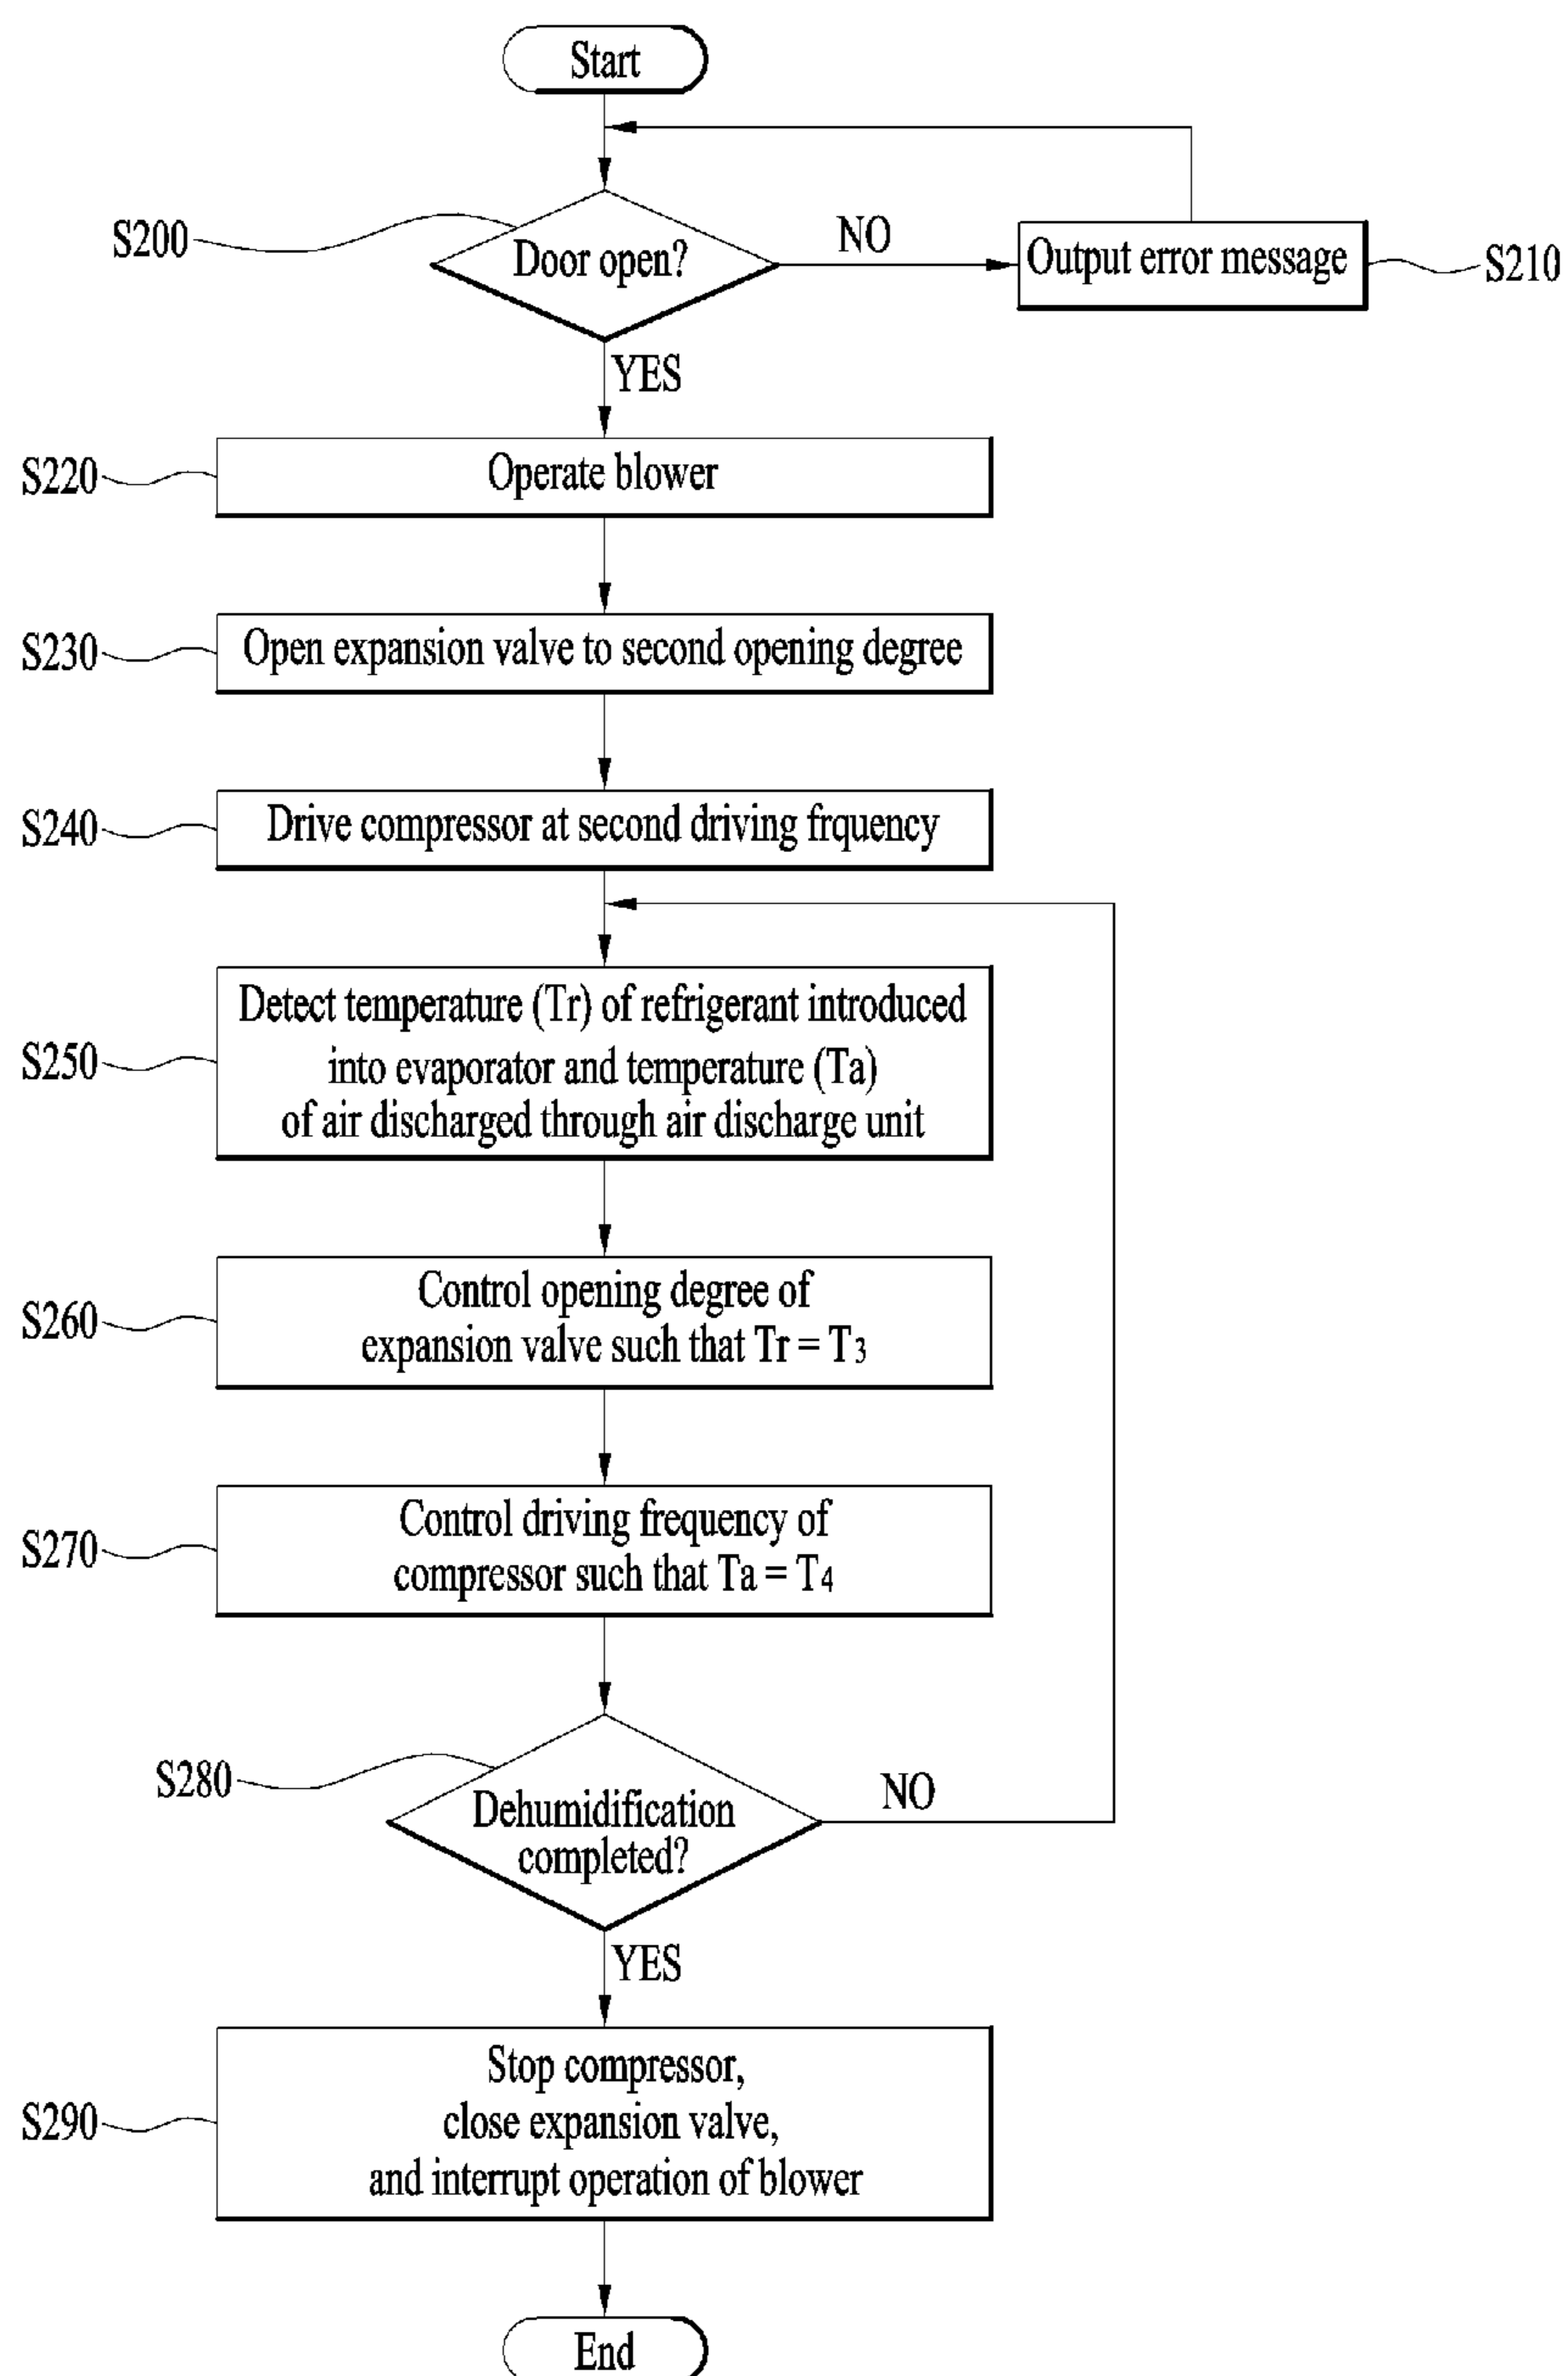 Start
S200
Door open?
NO
Output error message
S210
YES
S220
Operate blower
S230
Open expansion valve to second opening degree
S240
Drive compressor at second driving frquency
S250
Detect temperature (Tr) of refrigerant introduced
into evaporator and temperature (Ta)
of air discharged through air discharge unit
S260
Control opening degree of
expansion valve such that Tr = T3
S270
Control driving frequency of
compressor such that Ta = T4
S280
Dehumidification
completed?
NO
YES
S290
Stop compressor,
close expansion valve,
and interrupt operation of blower
End